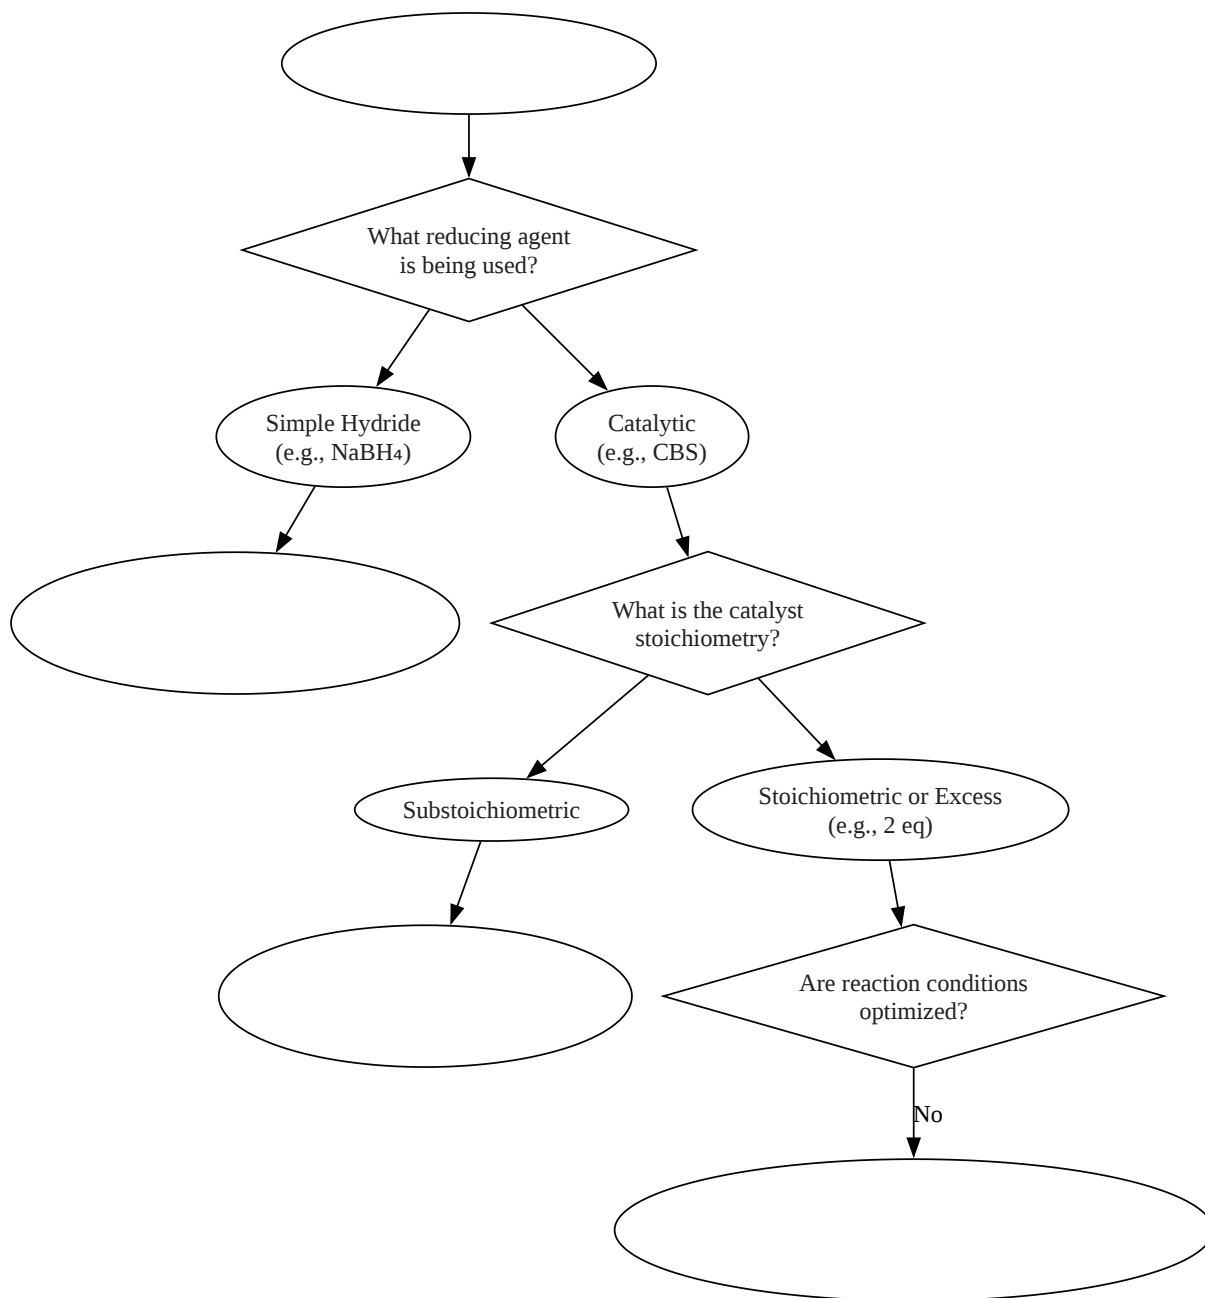 What reducing agent
is being used?
Simple Hydride
(e.g., NaBH₄)
Catalytic
(e.g., CBS)
What is the catalyst
stoichiometry?
Substoichiometric
Stoichiometric or Excess
(e.g., 2 eq)
Are reaction conditions
optimized?
No